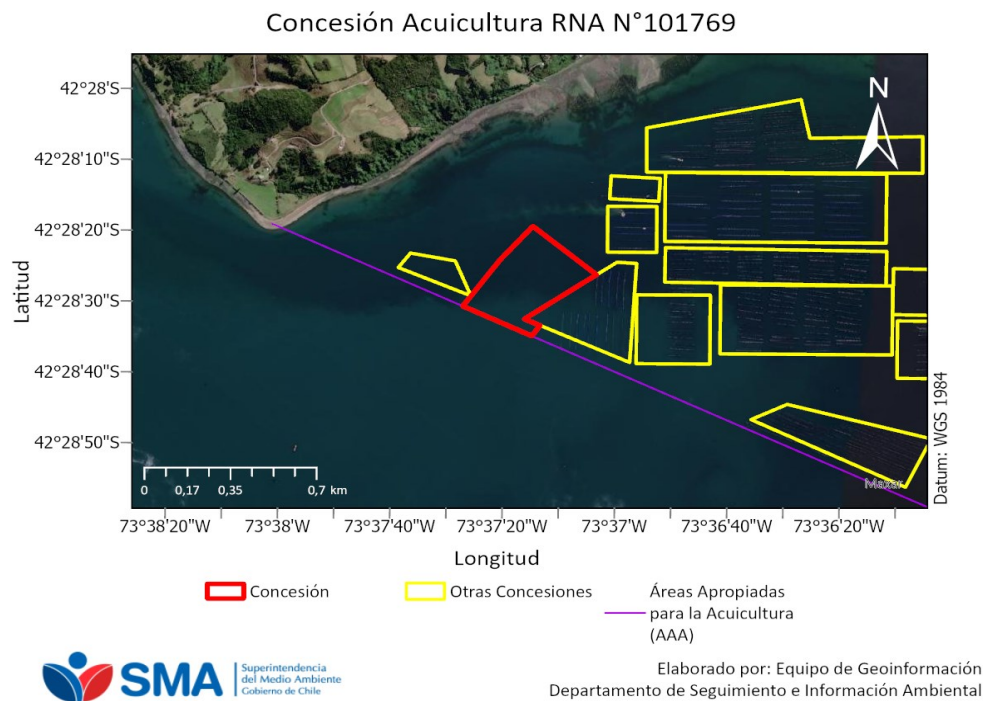 Concesión Acuicultura RNA N°101769
42°28'S
42°28'10"S
42°28'20"S
42°28'30"S
42°28'40"S
42°28'50"S
Latitud
N
Datum: WGS 1984
Maxar
0 0,17 0,35 0,7 km
73°38'20"W 73°38'W 73°37'40"W 73°37'20"W 73°37'W 73°36'40"W 73°36'20"W
Longitud
Concesión
Otras Concesiones
Áreas Apropiadas
para la Acuicultura
(AAA)
SMA
Superintendencia
del Medio Ambiente
Gobierno de Chile
Elaborado por: Equipo de Geoinformación
Departamento de Seguimiento e Información Ambiental